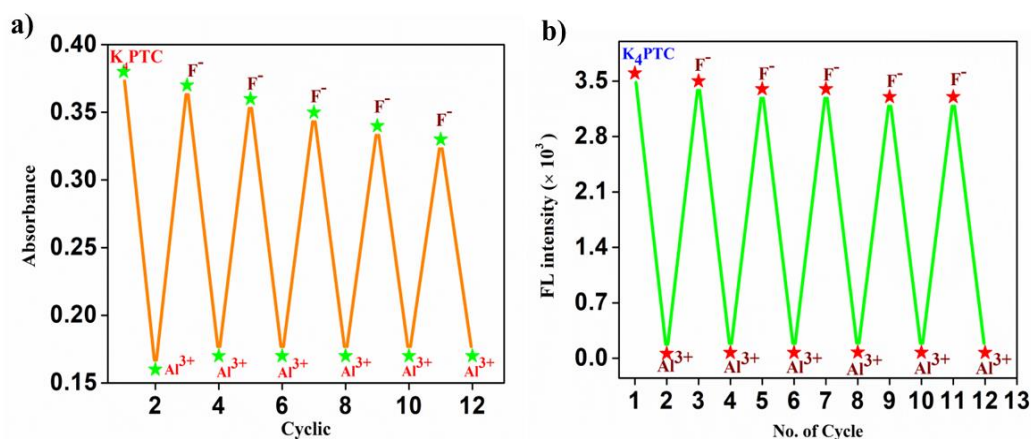 a)
0.40
0.35
0.30
0.25
0.20
0.15
Absorbance
K4PTC
F-
F-
F-
F-
F-
Al3+
Al3+
Al3+
Al3+
Al3+
Al3+
2
4
6
8
10
12
Cyclic
b)
3.5
2.8
2.1
1.4
0.7
0.0
FL intensity (× 10³)
K4PTC
F-
F-
F-
F-
F-
Al3+
Al3+
Al3+
Al3+
Al3+
Al3+
1 2 3 4 5 6 7 8 9 10 11 12 13
No. of Cycle